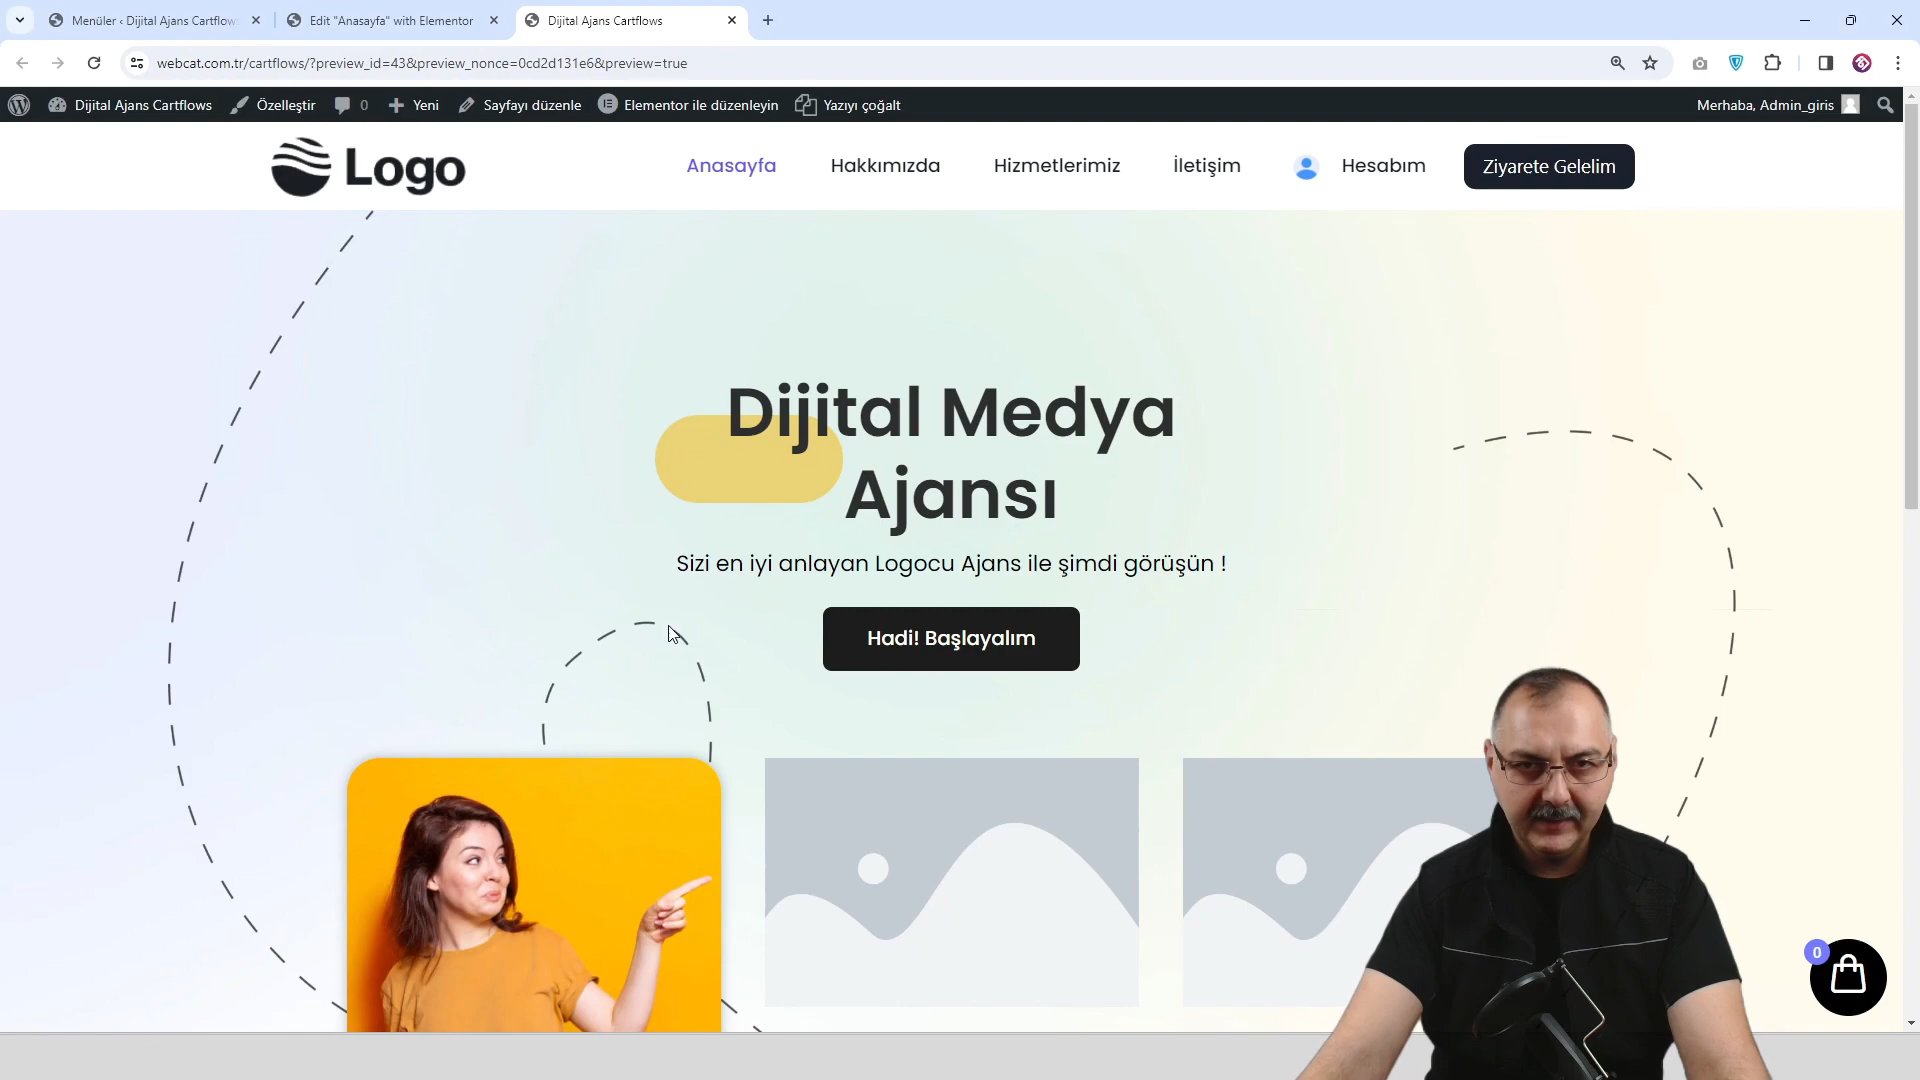 Menüler ‹ Dijital Ajans Cartflow
Edit "Anasayfa" with Elementor
Dijital Ajans Cartflows
webcat.com.tr/cartflows/?preview_id=43&preview_nonce=0cd2d131e6&preview=true
Dijital Ajans Cartflows
Özelleştir
0
Yeni
Sayfayı düzenle
Elementor ile düzenleyin
Yazıyı çoğalt
Merhaba, Admin_giris
Logo
Anasayfa
Hakkımızda
Hizmetlerimiz
İletişim
Hesabım
Ziyarete Gelelim
Dijital Medya
Ajansı
Sizi en iyi anlayan Logocu Ajans ile şimdi görüşün !
Hadi! Başlayalım
0